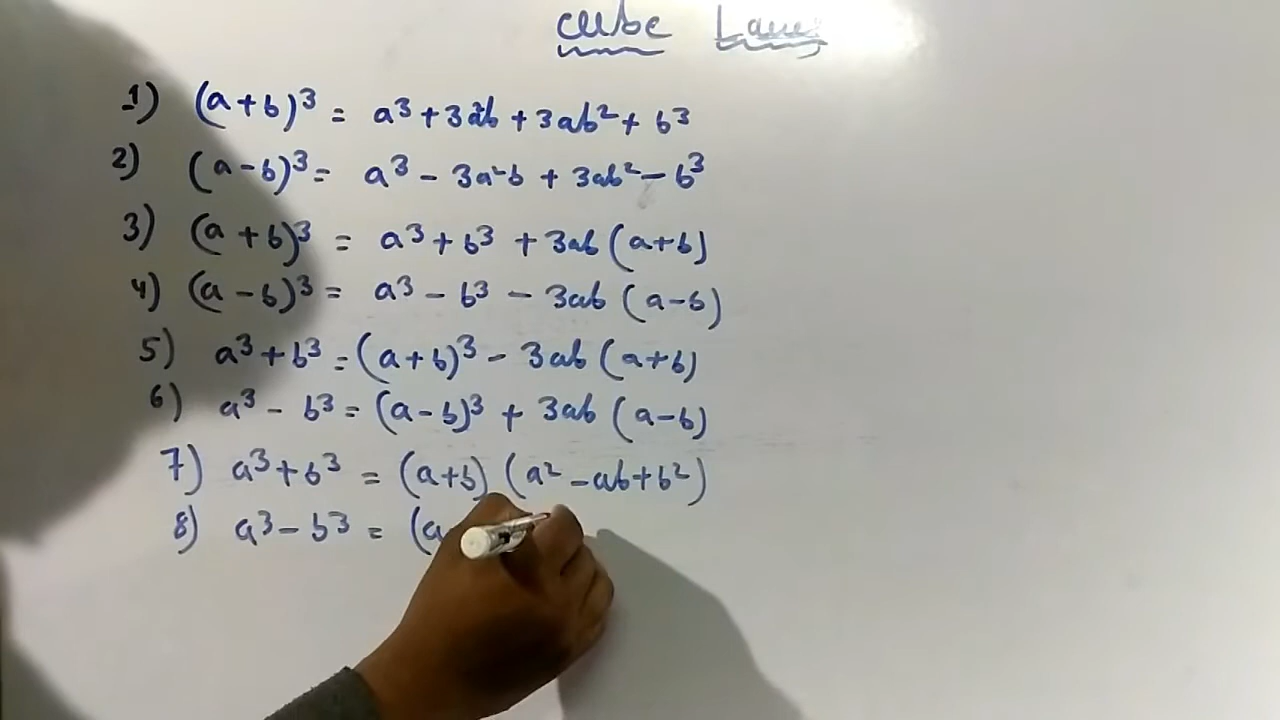 cube Laws
1) (a+b)³ = a³ + 3a²b + 3ab² + b³
2) (a-b)³ = a³ - 3a²b + 3ab² - b³
3) (a+b)³ = a³ + b³ + 3ab (a+b)
4) (a-b)³ = a³ - b³ - 3ab (a-b)
5) a³+b³ = (a+b)³ - 3ab (a+b)
6) a³ - b³ = (a-b)³ + 3ab (a-b)
7) a³+b³ = (a+b) (a² -ab+b²)
8) a³-b³ = (a